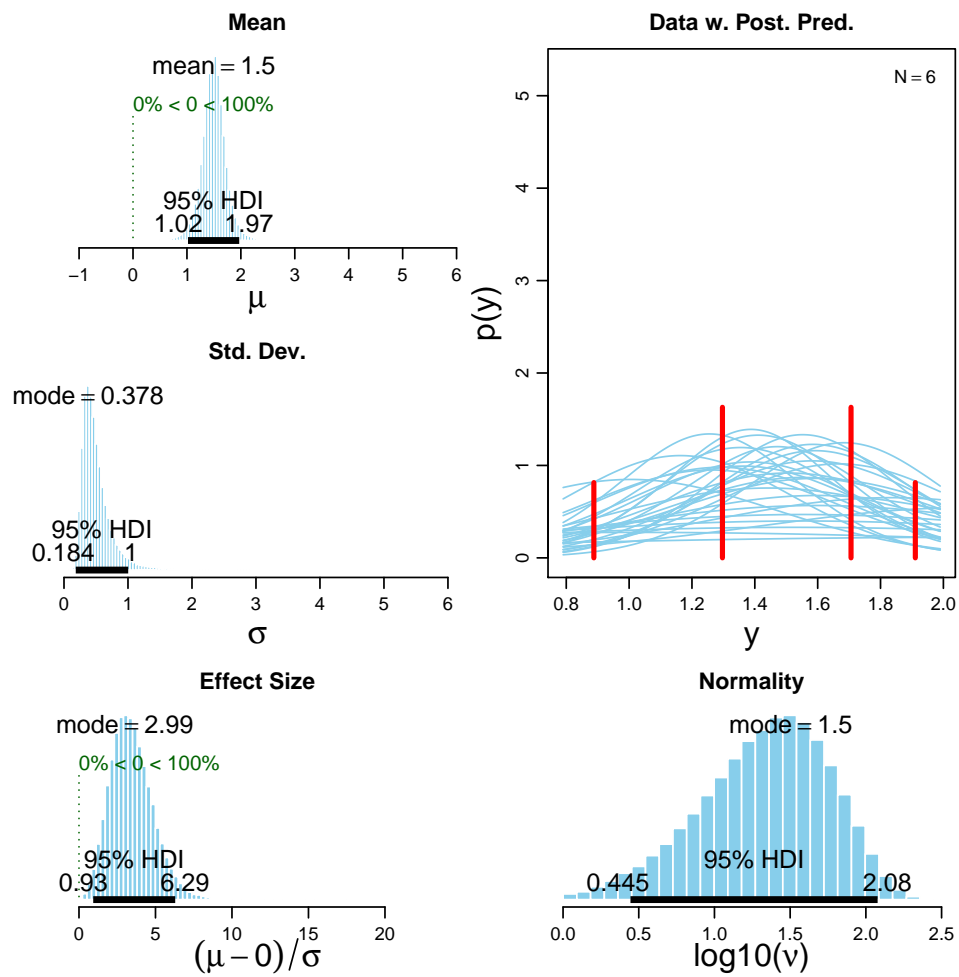 Mean
mean = 1.5
0% < 0 < 100%
95% HDI
1.02 1.97
−1 0 1 2 3 4 5 6
μ
Data w. Post. Pred.
N = 6
p(y)
0 1 2 3 4 5
0.8 1.0 1.2 1.4 1.6 1.8 2.0
y
Std. Dev.
mode = 0.378
95% HDI
0.184 1
0 1 2 3 4 5 6
σ
Effect Size
mode = 2.99
0% < 0 < 100%
95% HDI
0.93 6.29
0 5 10 15 20
(μ − 0)/σ
Normality
mode = 1.5
95% HDI
0.445 2.08
0.0 0.5 1.0 1.5 2.0 2.5
log10(ν)